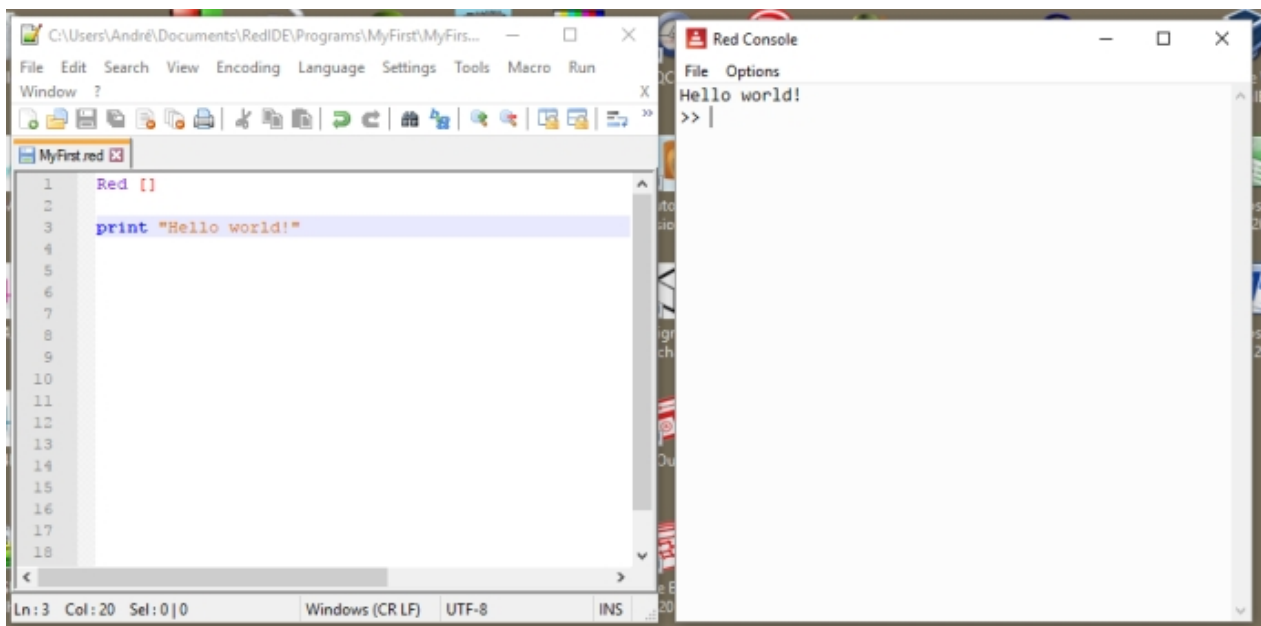 C:\Users\André\Documents\RedIDE\Programs\MyFirst\MyFirs...
File Edit Search View Encoding Language Settings Tools Macro Run
Window ? X
MyFirst.red
1 Red []
2
3 print "Hello world!"
4
5
6
7
8
9
10
11
12
13
14
15
16
17
18
Ln : 3 Col : 20 Sel : 0 | 0 Windows (CR LF) UTF-8 INS
Red Console
File Options
Hello world!
>>